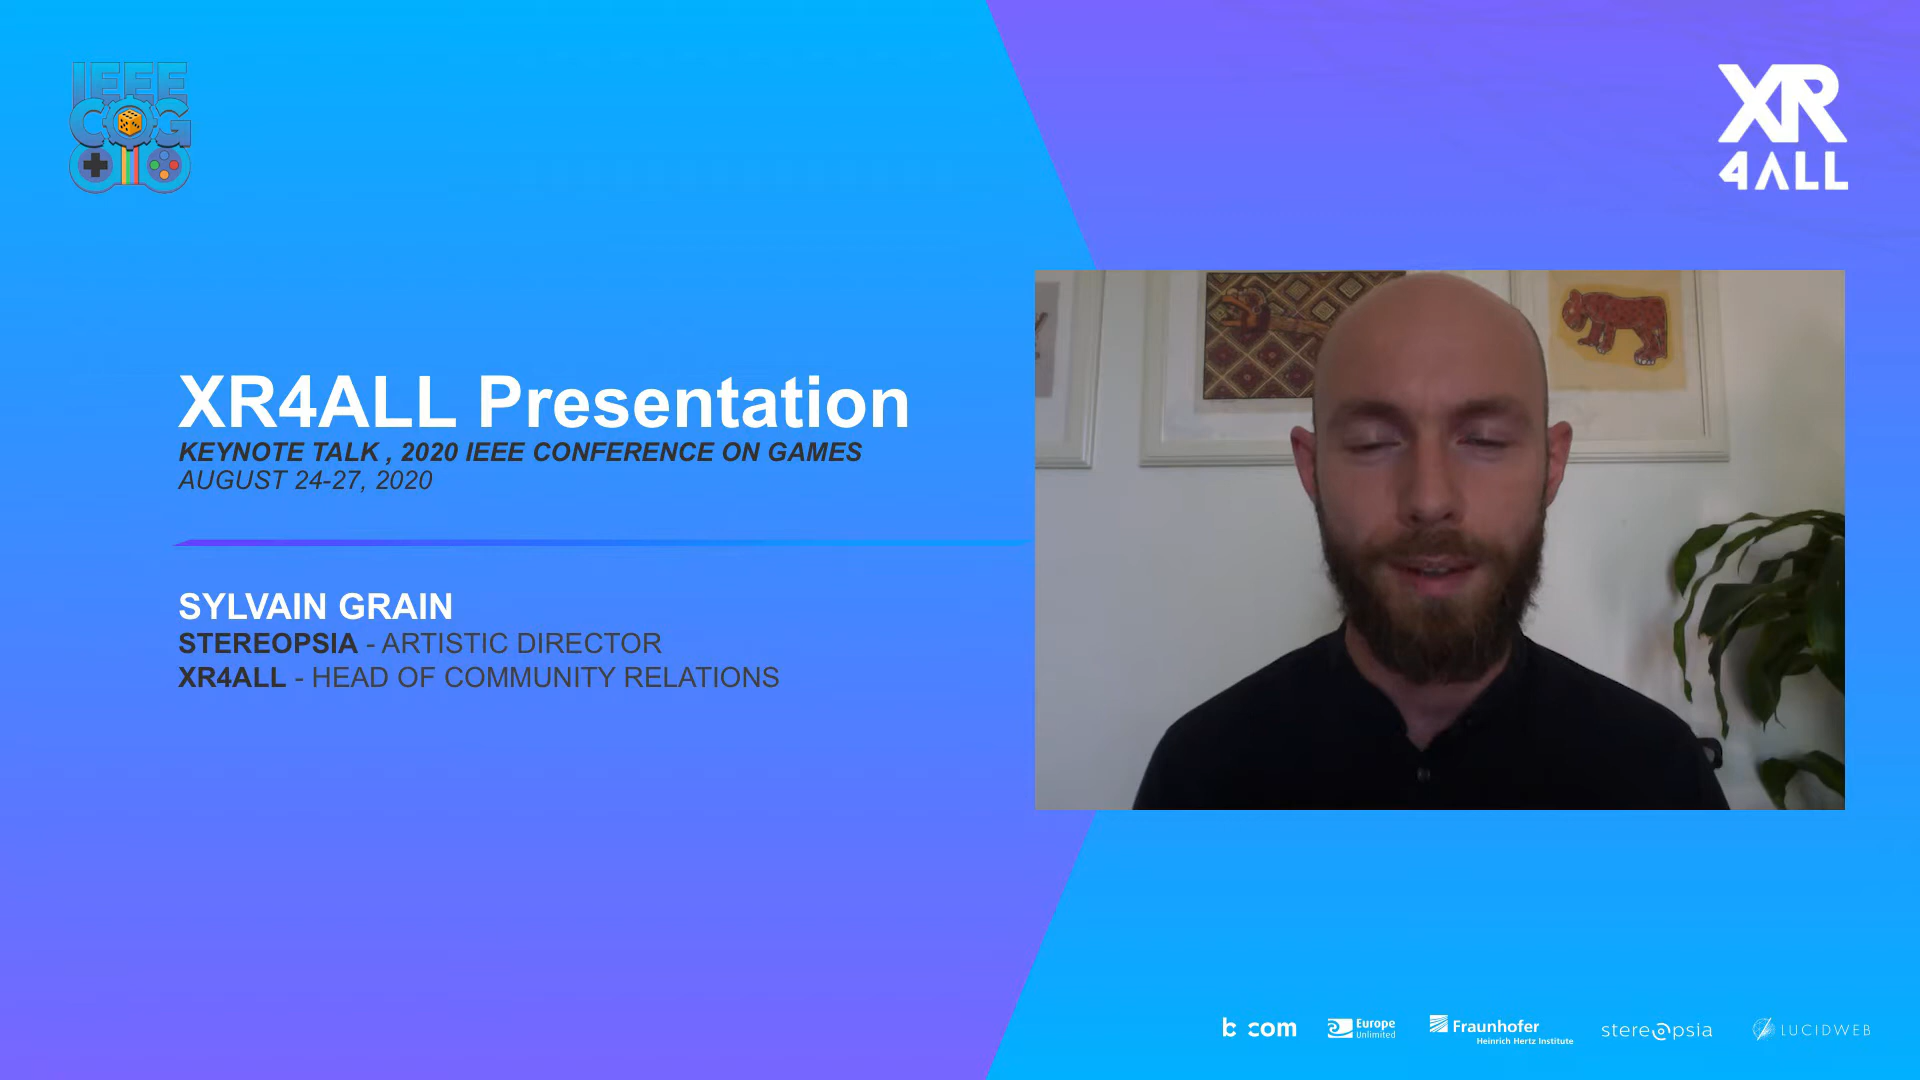 IEEE
COG
XR
4ALL
XR4ALL Presentation
KEYNOTE TALK , 2020 IEEE CONFERENCE ON GAMES
AUGUST 24-27, 2020
SYLVAIN GRAIN
STEREOPSIA - ARTISTIC DIRECTOR
XR4ALL - HEAD OF COMMUNITY RELATIONS
b com
Europe
Unlimited
Fraunhofer
Heinrich Hertz Institute
stereopsia
LUCIDWEB